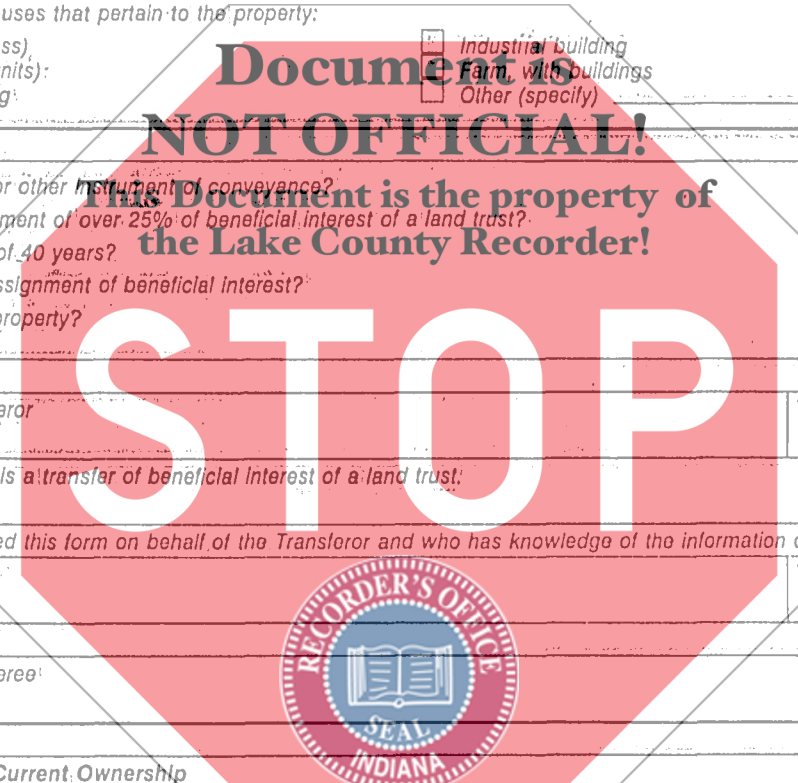 uses that pertain to the property:
ss)
Industrial building
nits):
Farm, with buildings
g
Other (specify)
Document is
NOT OFFICIAL!
or other instrument of conveyance?
This Document is the property of
ment of over 25% of beneficial interest of a land trust?
of 40 years?
the Lake County Recorder!
ssignment of beneficial interest?
property?
STOP
eror
is a transfer of beneficial interest of a land trust.
ed this form on behalf of the Transferor and who has knowledge of the information
RECORDER'S OFFICE
SEAL
INDIANA
eree
Current Ownership